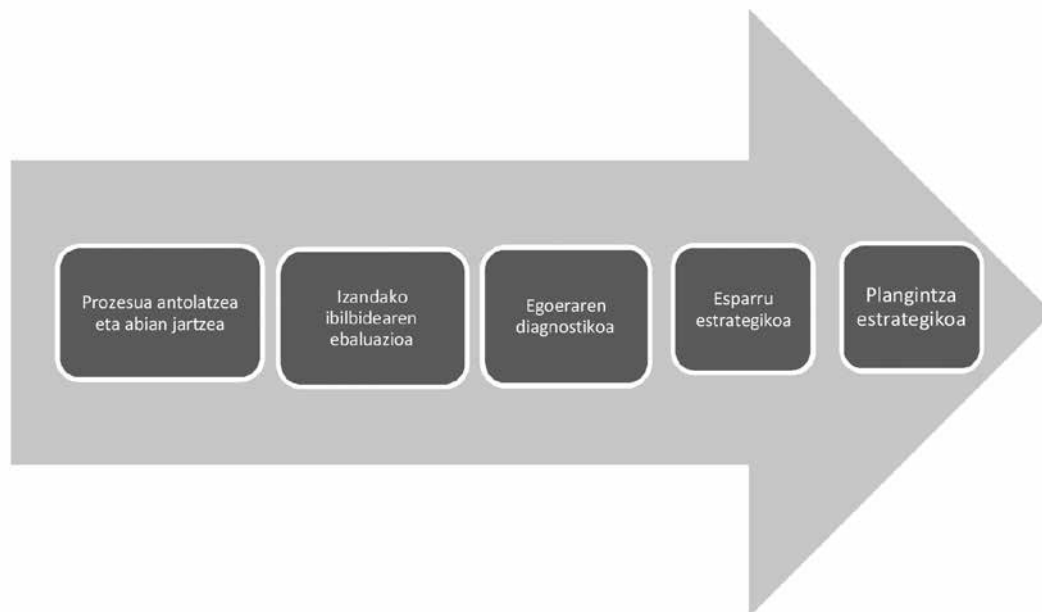 Prozesua antolatzea
eta abian jartzea
Izandako
ibilbidearen
ebaluazioa
Egoeraren
diagnostikoa
Esparru
estrategikoa
Plangintza
estrategikoa